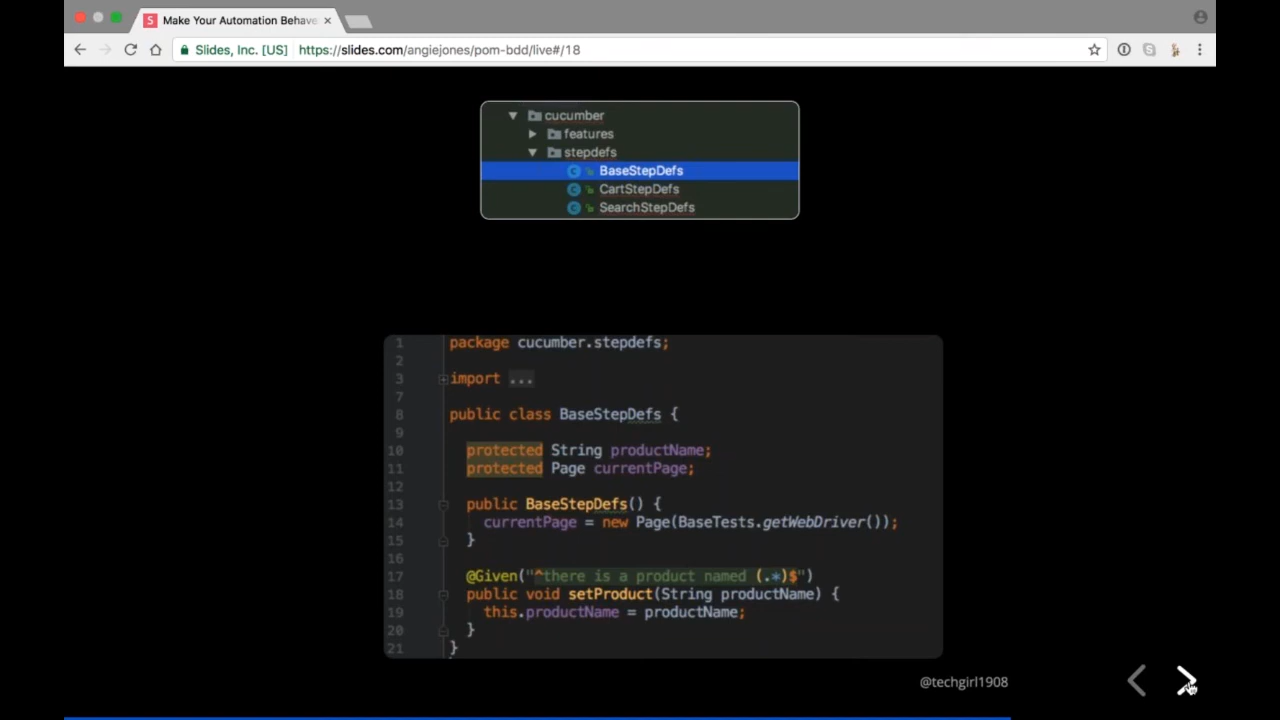 Make Your Automation Behave
Slides, Inc. [US] https://slides.com/angiejones/pom-bdd/live#/18
cucumber
features
stepdefs
BaseStepDefs
CartStepDefs
SearchStepDefs
1 package cucumber.stepdefs;
2
3 import ...
7
8 public class BaseStepDefs {
9
10 protected String productName;
11 protected Page currentPage;
12
13 public BaseStepDefs() {
14 currentPage = new Page(BaseTests.getWebDriver());
15 }
16
17 @Given("^there is a product named (.*)$")
18 public void setProduct(String productName) {
19 this.productName = productName;
20 }
21 }
@techgirl1908